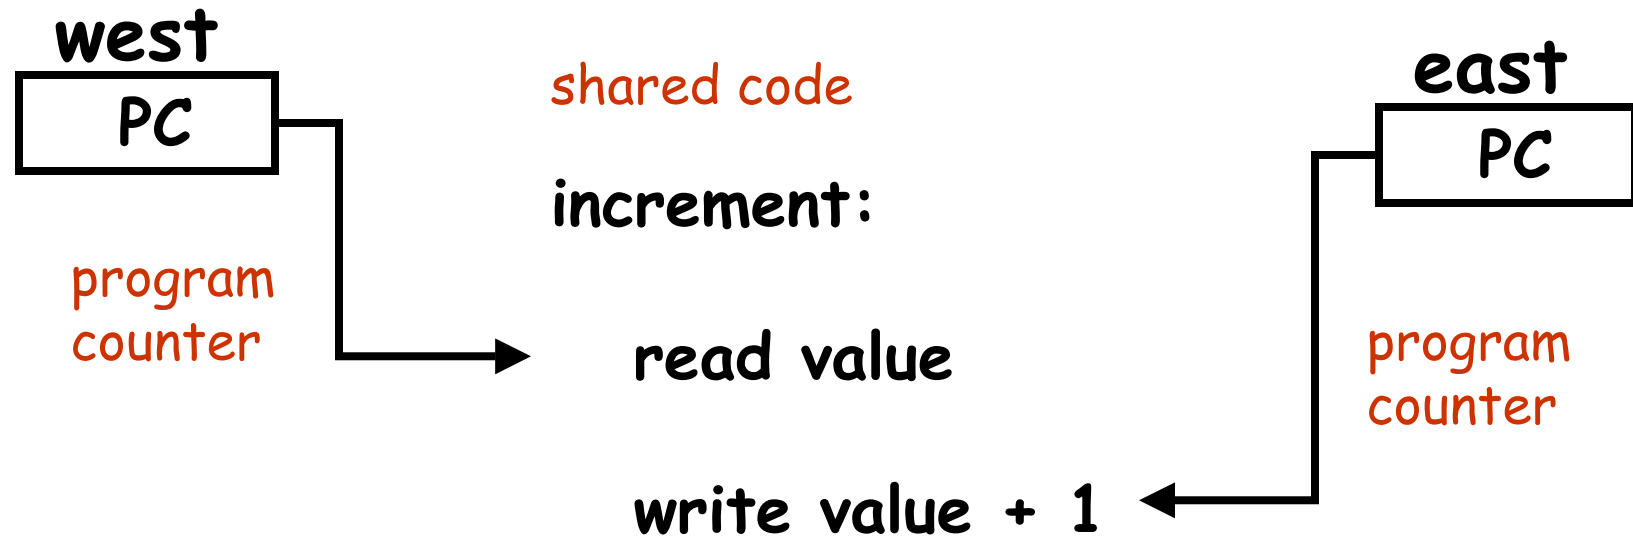 west
PC
program
counter
shared code
increment:
read value
write value + 1
east
PC
program
counter